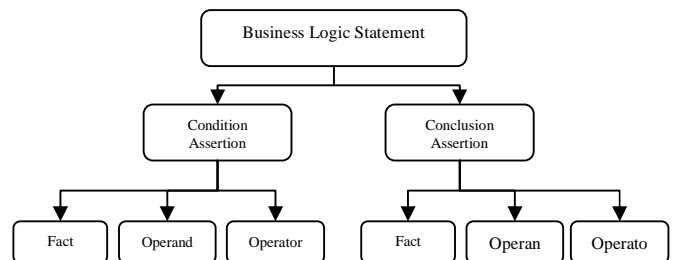 Business Logic Statement
Condition
Assertion
Conclusion
Assertion
Fact
Operand
Operator
Fact
Operan
Operato